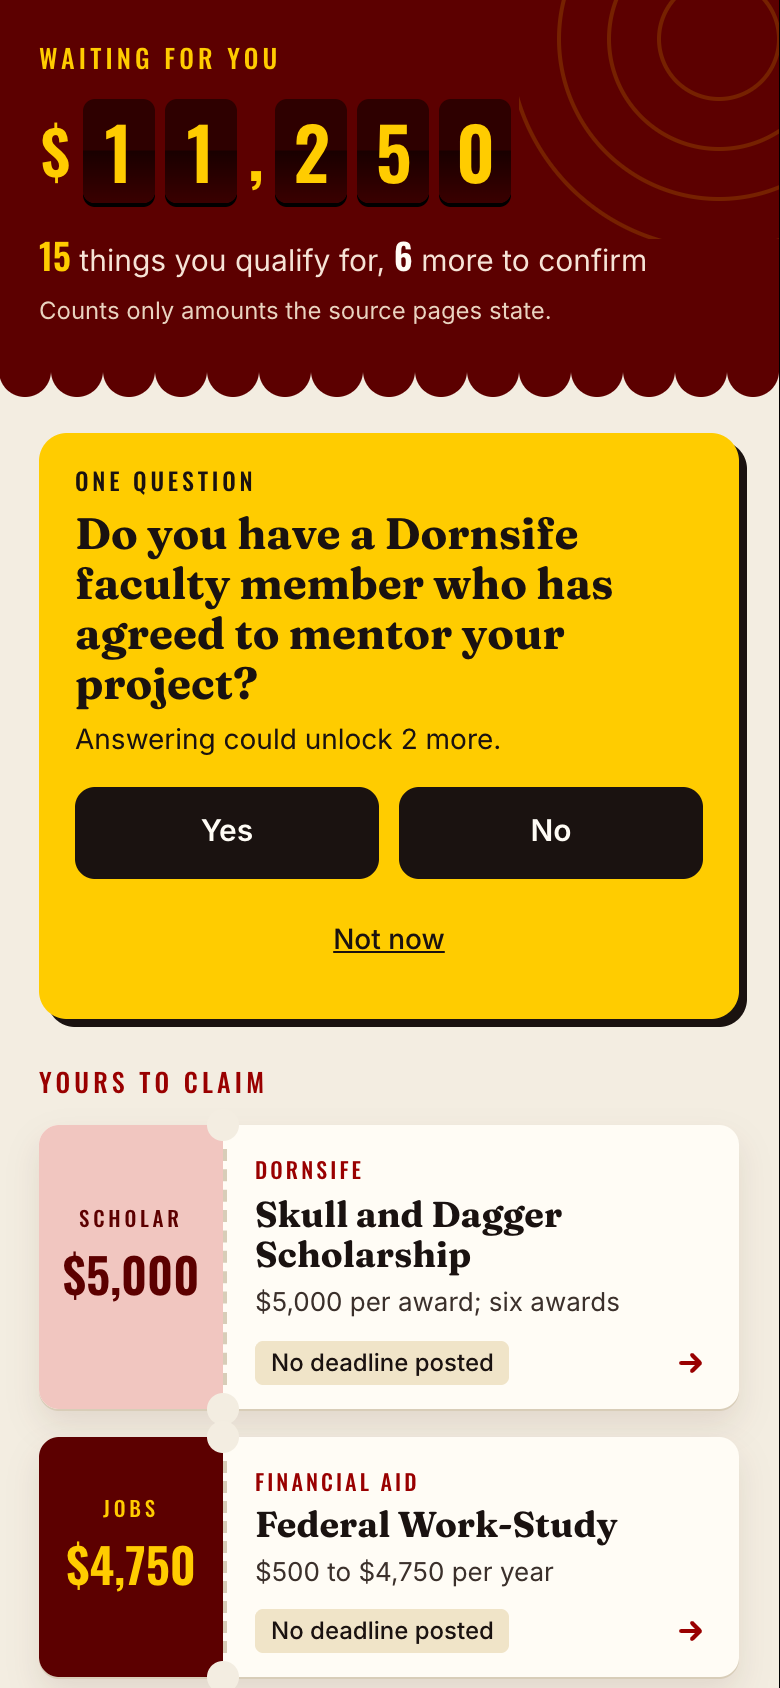 WAITING FOR YOU
$11,250
15 things you qualify for, 6 more to confirm
Counts only amounts the source pages state.
ONE QUESTION
Do you have a Dornsife
faculty member who has
agreed to mentor your
project?
Answering could unlock 2 more.
Yes
No
Not now
YOURS TO CLAIM
SCHOLAR
$5,000
DORNSIFE
Skull and Dagger
Scholarship
$5,000 per award; six awards
No deadline posted
JOBS
$4,750
FINANCIAL AID
Federal Work-Study
$500 to $4,750 per year
No deadline posted